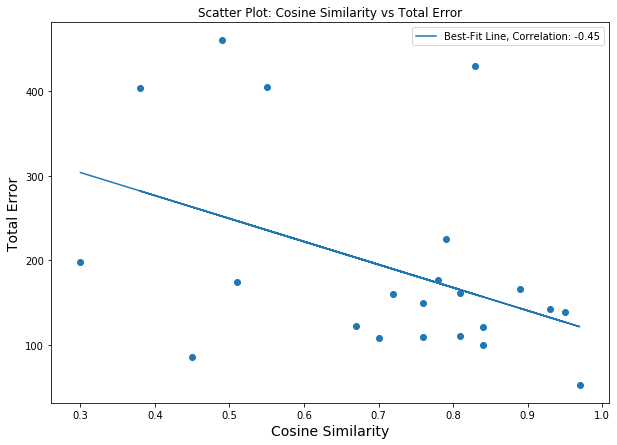 Scatter Plot: Cosine Similarity vs Total Error
Best-Fit Line, Correlation: -0.45
Total Error
400
300
200
100
0.3 0.4 0.5 0.6 0.7 0.8 0.9 1.0
Cosine Similarity